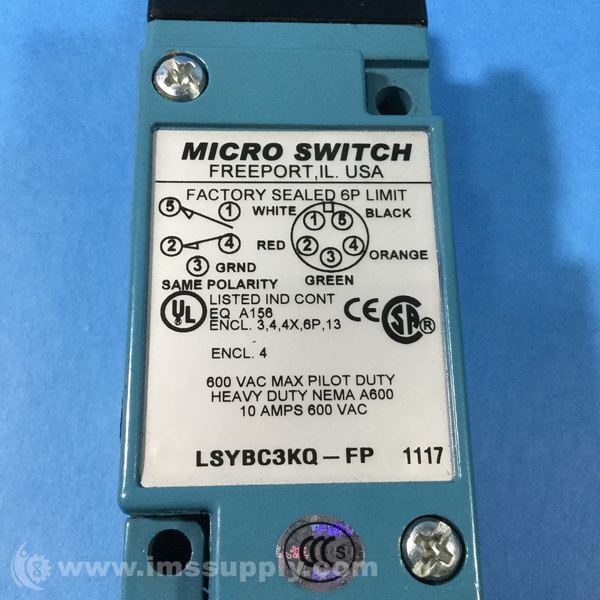 MICRO SWITCH
FREEPORT, IL. USA
FACTORY SEALED 6P LIMIT
5 1 WHITE 1 5 BLACK
2 4 RED 2 3 4 ORANGE
3 GRND GREEN
SAME POLARITY
UL LISTED IND CONT
EQ A156
ENCL. 3,4,4X,6P,13
CE SA ®
ENCL. 4
600 VAC MAX PILOT DUTY
HEAVY DUTY NEMA A600
10 AMPS 600 VAC
LSYBC3KQ – FP 1117
CCC S
www.imssupply.com